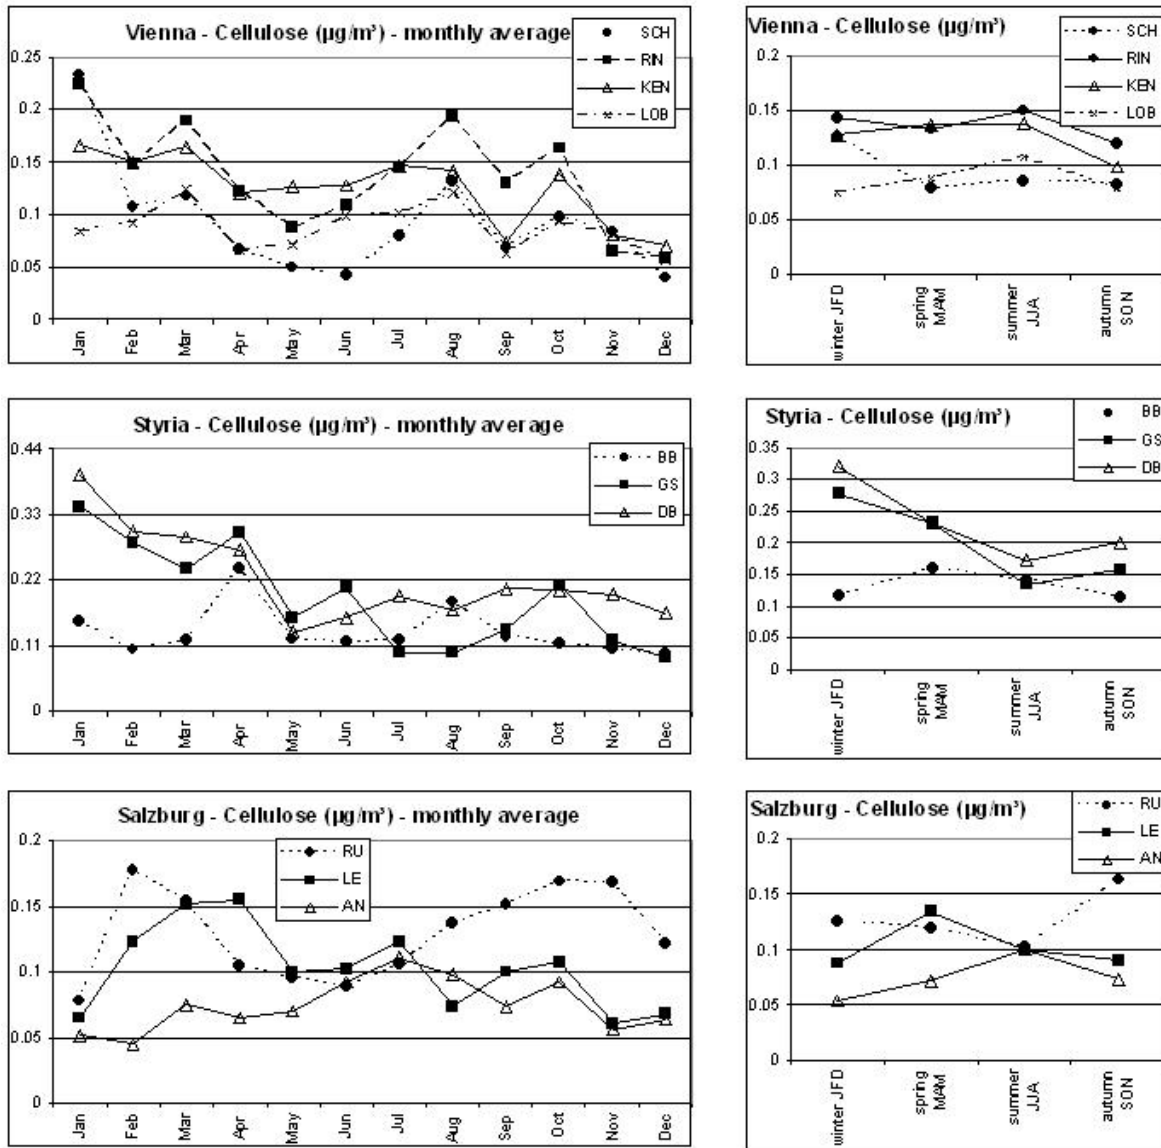 Vienna - Cellulose (µg/m³) - monthly average
SCH
RIN
KEN
LOB
0.25
0.2
0.15
0.1
0.05
0
Jan
Feb
Mar
Apr
May
Jun
Jul
Aug
Sep
Oct
Nov
Dec
Vienna - Cellulose (µg/m³)
SCH
RIN
KEN
LOB
0.2
0.15
0.1
0.05
0
winter JFD
spring
MAM
summer
JJA
autumn
SON
Styria - Cellulose (µg/m³) - monthly average
BB
GS
DB
0.44
0.33
0.22
0.11
0
Jan
Feb
Mar
Apr
May
Jun
Jul
Aug
Sep
Oct
Nov
Dec
Styria - Cellulose (µg/m³)
BB
GS
DB
0.35
0.3
0.25
0.2
0.15
0.1
0.05
0
winter JFD
spring
MAM
summer
JJA
autumn
SON
Salzburg - Cellulose (µg/m³) - monthly average
RU
LE
AN
0.2
0.15
0.1
0.05
0
Jan
Feb
Mar
Apr
May
Jun
Jul
Aug
Sep
Oct
Nov
Dec
Salzburg - Cellulose (µg/m³)
RU
LE
AN
0.2
0.15
0.1
0.05
0
winter JFD
spring
MAM
summer
JJA
autumn
SON